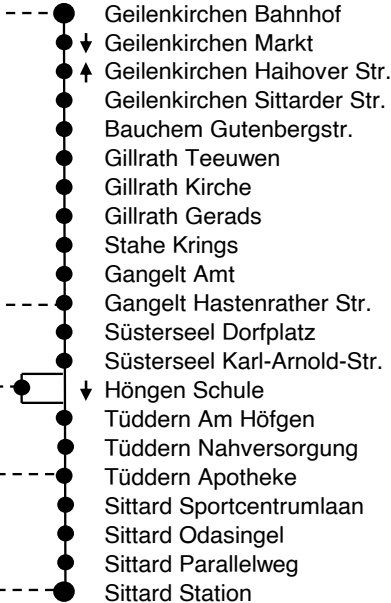 Geilenkirchen Bahnhof
Geilenkirchen Markt
Geilenkirchen Haihover Str.
Geilenkirchen Sittarder Str.
Bauchem Gutenbergstr.
Gillrath Teeuwen
Gillrath Kirche
Gillrath Gerads
Stahe Krings
Gangelt Amt
Gangelt Hastenrather Str.
Süsterseel Dorfplatz
Süsterseel Karl-Arnold-Str.
Höngen Schule
Tüddern Am Höfgen
Tüddern Nahversorgung
Tüddern Apotheke
Sittard Sportcentrumlaan
Sittard Odasingel
Sittard Parallelweg
Sittard Station